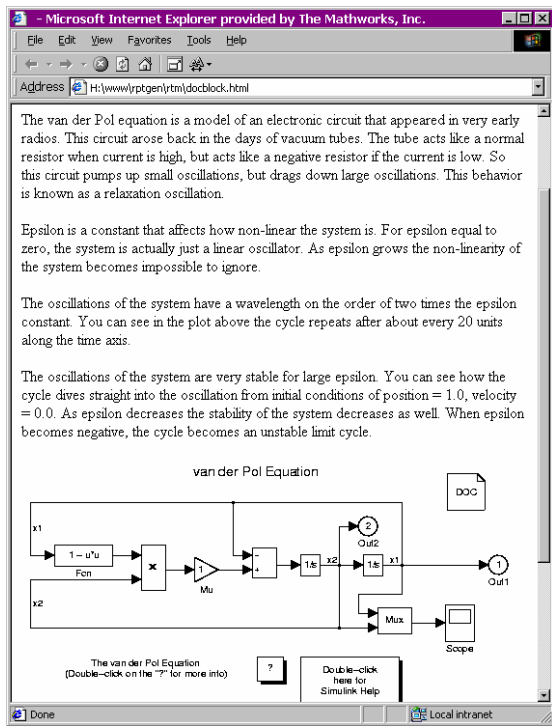 - Microsoft Internet Explorer provided by The Mathworks, Inc.
File Edit View Favorites Tools Help
Address H:\www\rptgen\rtm\docblock.html
The van der Pol equation is a model of an electronic circuit that appeared in very early
radios. This circuit arose back in the days of vacuum tubes. The tube acts like a normal
resistor when current is high, but acts like a negative resistor if the current is low. So
this circuit pumps up small oscillations, but drags down large oscillations. This behavior
is known as a relaxation oscillation.
Epsilon is a constant that affects how non-linear the system is. For epsilon equal to
zero, the system is actually just a linear oscillator. As epsilon grows the non-linearity of
the system becomes impossible to ignore.
The oscillations of the system have a wavelength on the order of two times the epsilon
constant. You can see in the plot above the cycle repeats after about every 20 units
along the time axis.
The oscillations of the system are very stable for large epsilon. You can see how the
cycle dives straight into the oscillation from initial conditions of position = 1.0, velocity
= 0.0. As epsilon decreases the stability of the system decreases as well. When epsilon
becomes negative, the cycle becomes an unstable limit cycle.
van der Pol Equation
DOC
x1
2
Out2
1 - u*u
Fcn
x
1
Mu
-
+
1/s
x2
1/s
x1
1
Out1
x2
Mux
Scope
The van der Pol Equation
(Double-click on the "?" for more info)
?
Double-click
here for
Simulink Help
Done
Local intranet